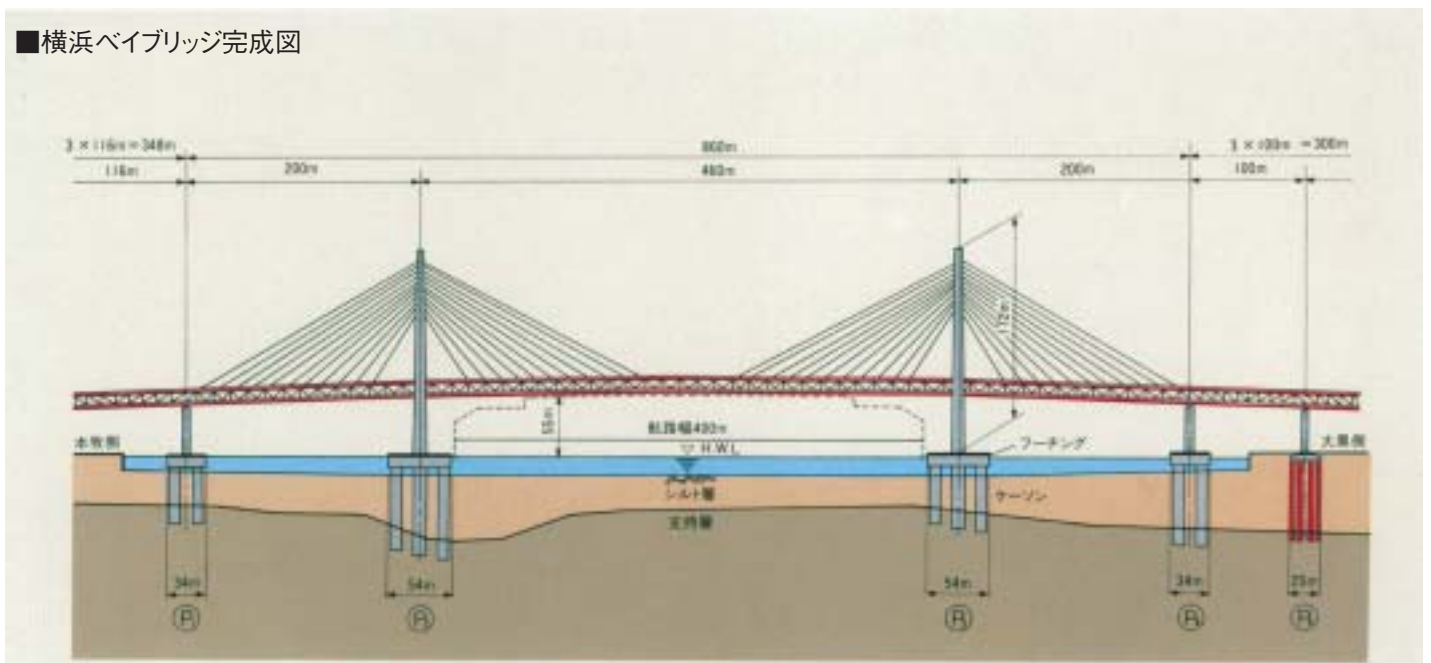 ■横浜ベイブリッジ完成図
3 × 116m = 348m
860m
3 × 100m = 300m
116m
200m
460m
200m
100m
172m
55m
航路幅400m
本牧側
▽ H.W.L
フーチング
大黒側
シルト層
ケーソン
支持層
34m
54m
54m
34m
25m